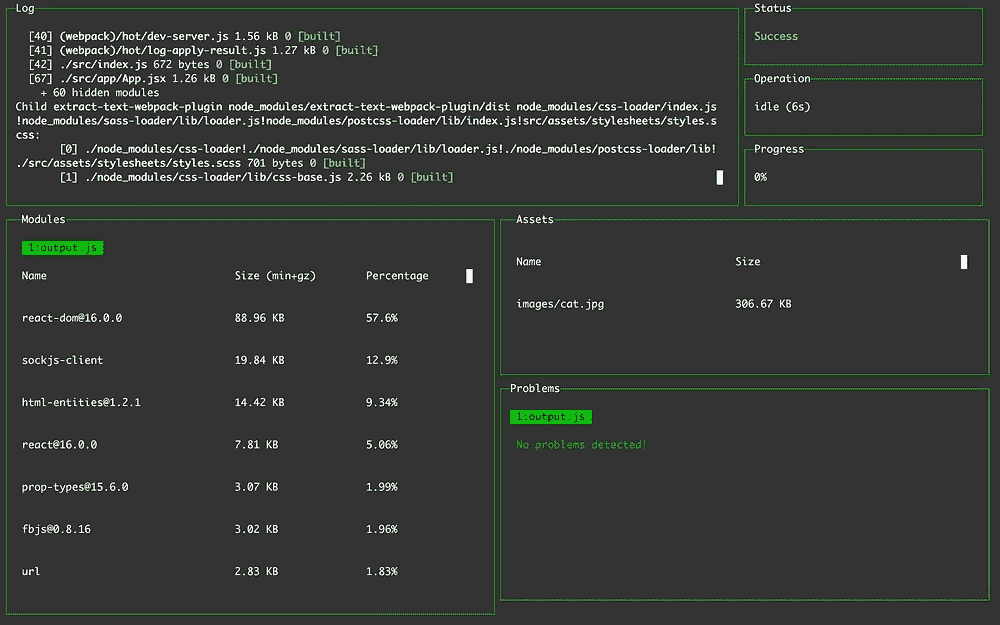 Log
[40] (webpack)/hot/dev-server.js 1.56 kB 0 [built]
[41] (webpack)/hot/log-apply-result.js 1.27 kB 0 [built]
[42] ./src/index.js 672 bytes 0 [built]
[67] ./src/app/App.jsx 1.26 kB 0 [built]
+ 60 hidden modules
Child extract-text-webpack-plugin node_modules/extract-text-webpack-plugin/dist node_modules/css-loader/index.js
!node_modules/sass-loader/lib/loader.js!node_modules/postcss-loader/lib/index.js!src/assets/stylesheets/styles.s
css:
[0] ./node_modules/css-loader!./node_modules/sass-loader/lib/loader.js!./node_modules/postcss-loader/lib!
./src/assets/stylesheets/styles.scss 701 bytes 0 [built]
[1] ./node_modules/css-loader/lib/css-base.js 2.26 kB 0 [built]
Status
Success
Operation
idle (6s)
Progress
0%
Modules
1:output.js
Name Size (min+gz) Percentage
react-dom@16.0.0 88.96 KB 57.6%
sockjs-client 19.84 KB 12.9%
html-entities@1.2.1 14.42 KB 9.34%
react@16.0.0 7.81 KB 5.06%
prop-types@15.6.0 3.07 KB 1.99%
fbjs@0.8.16 3.02 KB 1.96%
url 2.83 KB 1.83%
Assets
Name Size
images/cat.jpg 306.67 KB
Problems
1:output.js
No problems detected!